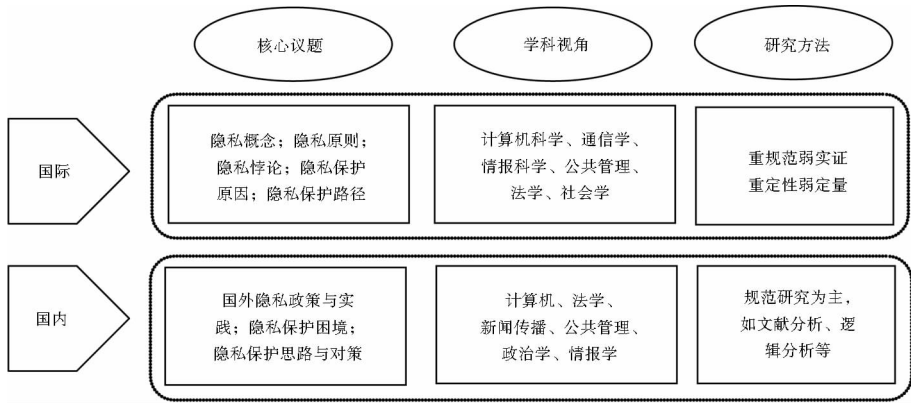 核心议题
学科视角
研究方法
国际
隐私概念；隐私原则；
隐私悖论；隐私保护
原因；隐私保护路径
计算机科学、通信学、
情报科学、公共管理、
法学、社会学
重规范弱实证
重定性弱定量
国内
国外隐私政策与实
践；隐私保护困境；
隐私保护思路与对策
计算机、法学、
新闻传播、公共管理、
政治学、情报学
规范研究为主，
如文献分析、逻
辑分析等